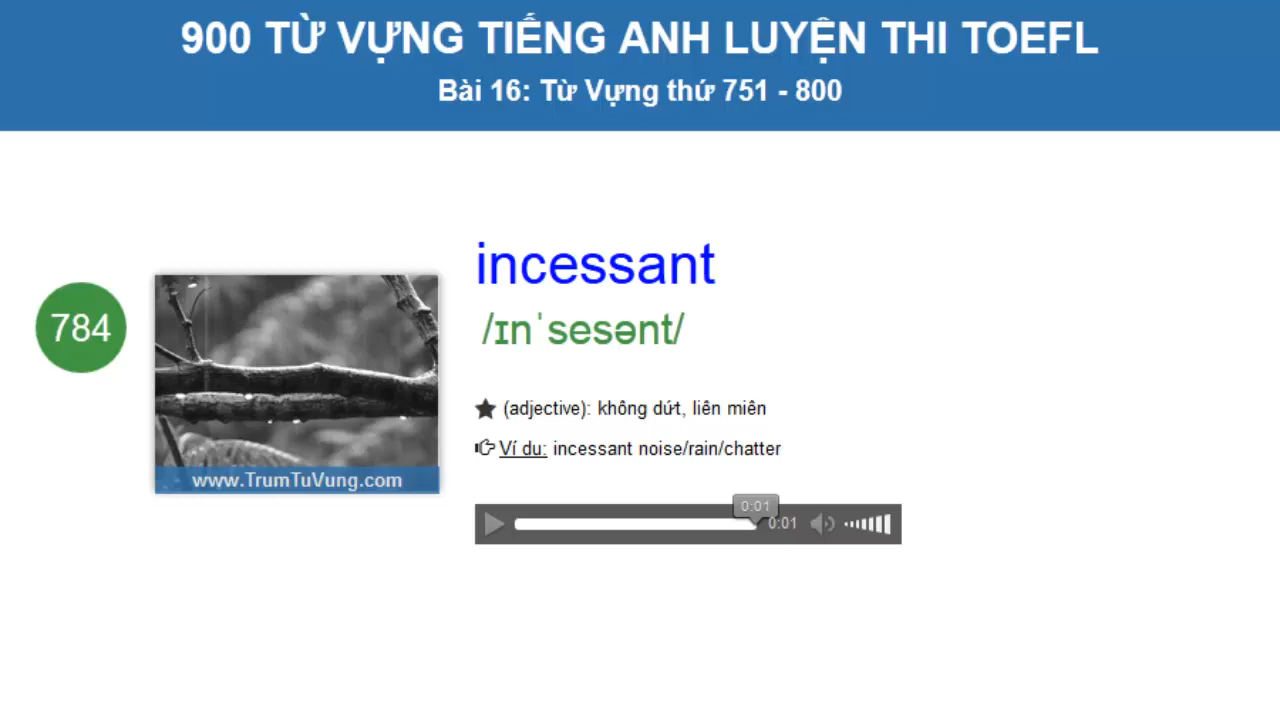 900 TỪ VỰNG TIẾNG ANH LUYỆN THI TOEFL
Bài 16: Từ Vựng thứ 751 - 800
784
www.TrumTuVung.com
incessant
/ɪnˈsesənt/
(adjective): không dứt, liên miên
Ví dụ: incessant noise/rain/chatter
0:01
0:01